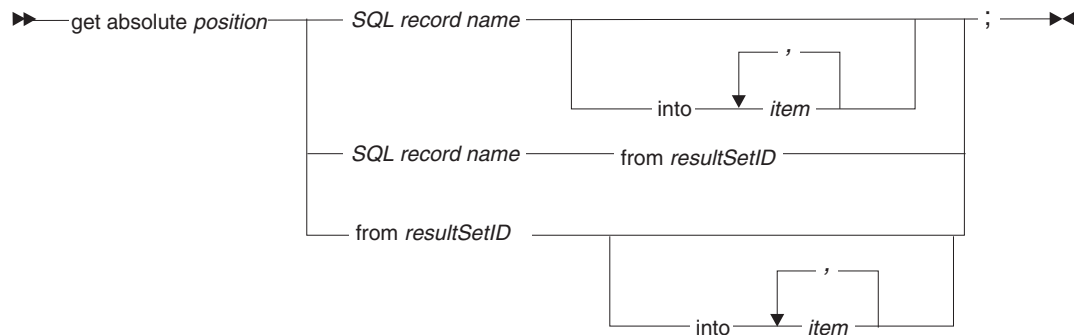 get absolute position SQL record name ;
,
into item
SQL record name from resultSetID
from resultSetID
,
into item